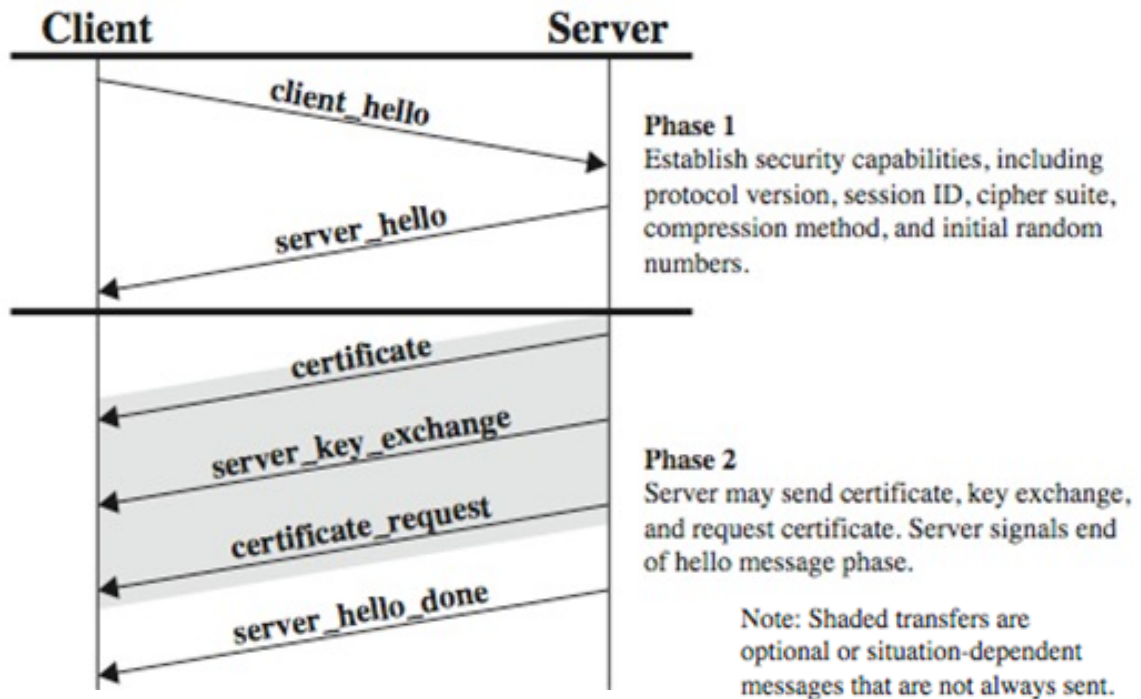 Client Server
client_hello
Phase 1
Establish security capabilities, including
protocol version, session ID, cipher suite,
compression method, and initial random
numbers.
server_hello
certificate
server_key_exchange
Phase 2
Server may send certificate, key exchange,
and request certificate. Server signals end
of hello message phase.
certificate_request
server_hello_done
Note: Shaded transfers are
optional or situation-dependent
messages that are not always sent.